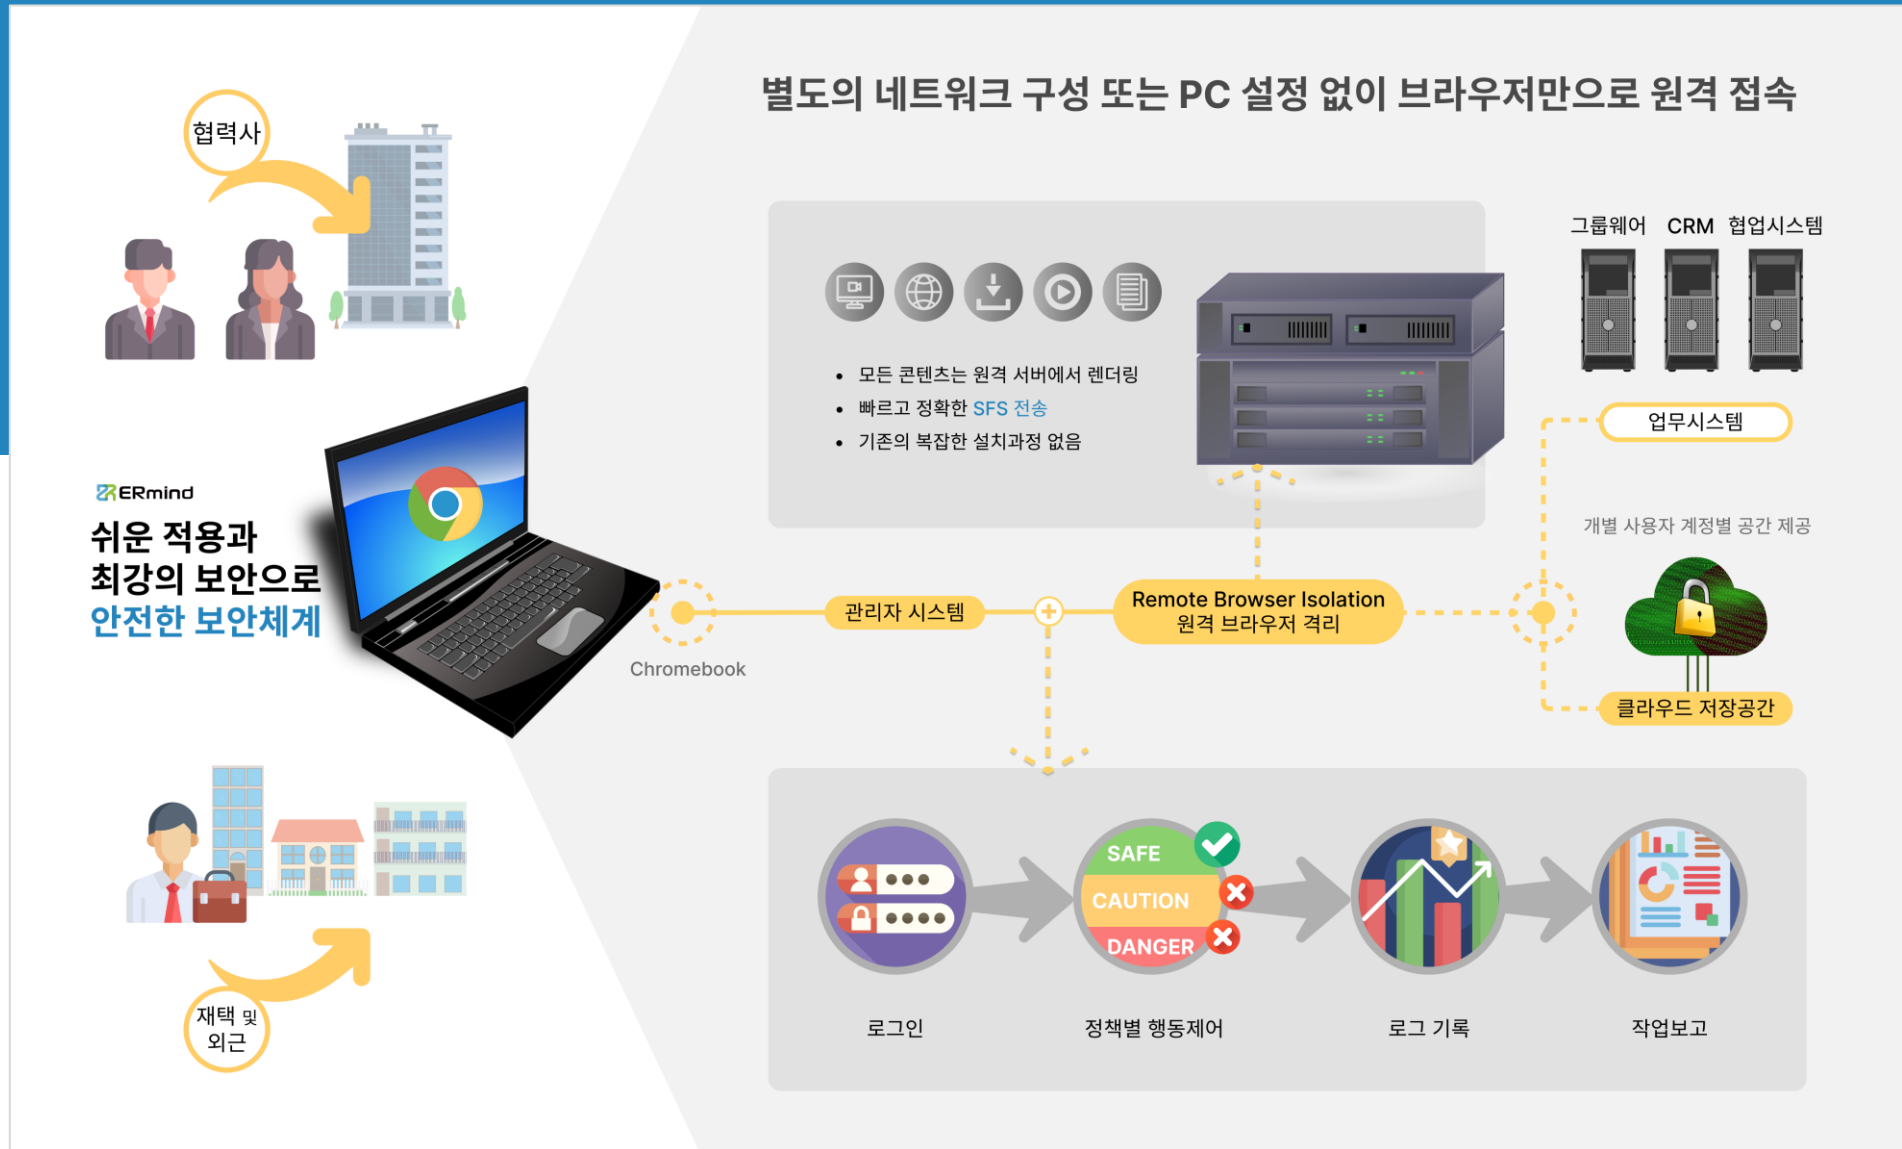 별도의 네트워크 구성 또는 PC 설정 없이 브라우저만으로 원격 접속
협력사
ERmind
쉬운 적용과
최강의 보안으로
안전한 보안체계
Chromebook
재택 및
외근
• 모든 콘텐츠는 원격 서버에서 렌더링
• 빠르고 정확한 SFS 전송
• 기존의 복잡한 설치과정 없음
그룹웨어 CRM 협업시스템
업무시스템
개별 사용자 계정별 공간 제공
클라우드 저장공간
관리자 시스템
Remote Browser Isolation
원격 브라우저 격리
SAFE
CAUTION
DANGER
로그인
정책별 행동제어
로그 기록
작업보고